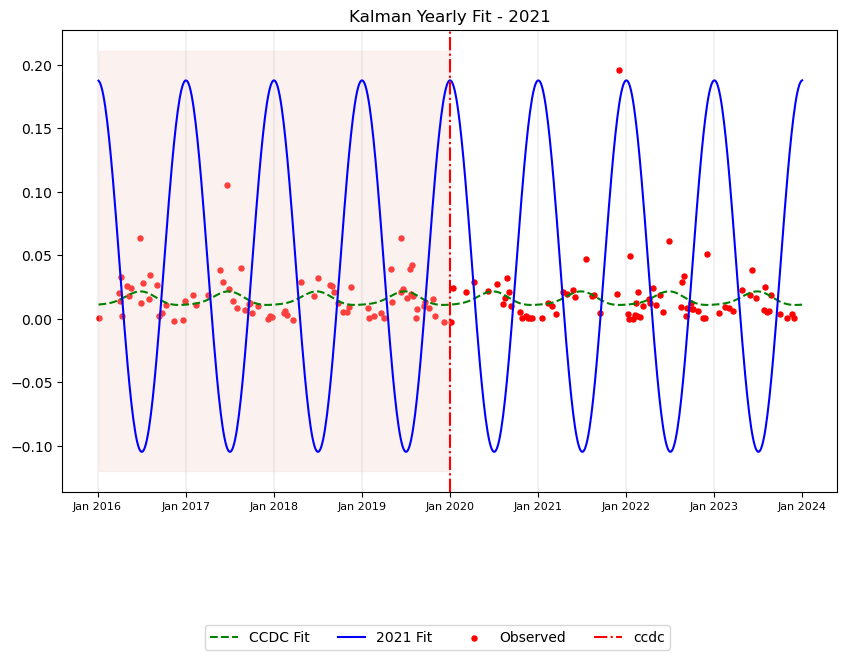 Kalman Yearly Fit - 2021
0.20
0.15
0.10
0.05
0.00
−0.05
−0.10
Jan 2016 Jan 2017 Jan 2018 Jan 2019 Jan 2020 Jan 2021 Jan 2022 Jan 2023 Jan 2024
CCDC Fit 2021 Fit Observed ccdc